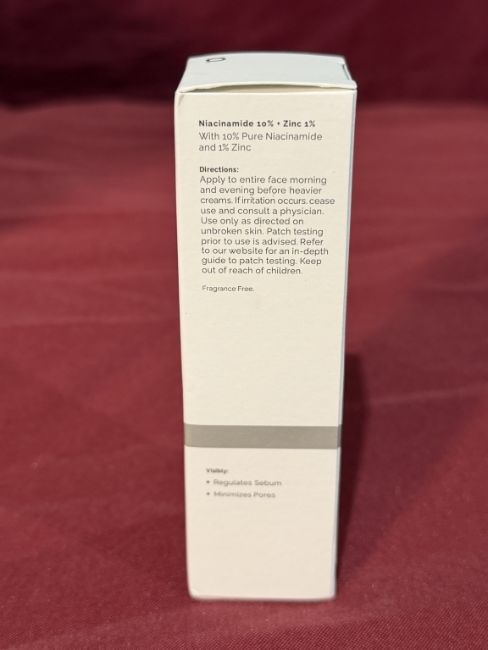 Niacinamide 10% + Zinc 1%
With 10% Pure Niacinamide
and 1% Zinc
Directions:
Apply to entire face morning
and evening before heavier
creams. If irritation occurs, cease
use and consult a physician.
Use only as directed on
unbroken skin. Patch testing
prior to use is advised. Refer
to our website for an in-depth
guide to patch testing. Keep
out of reach of children.
Fragrance Free.
Visibly:
• Regulates Sebum
• Minimizes Pores